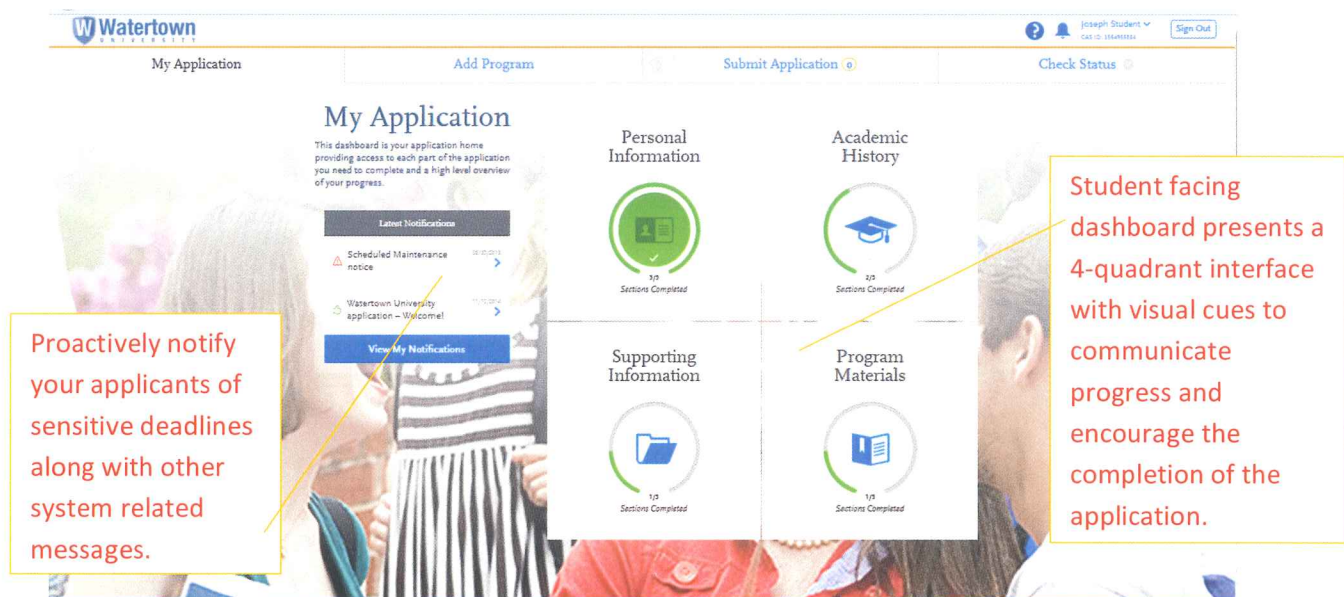 Watertown
UNIVERSITY
Joseph Student
Sign Out
My Application
Add Program
Submit Application 0
Check Status
My Application
This dashboard is your application home
providing access to each part of the application
you need to complete and a high level overview
of your progress.
Latest Notifications
Scheduled Maintenance
notice
Watertown University
application – Welcome!
View My Notifications
Personal
Information
3/3
Sections Completed
Academic
History
2/5
Sections Completed
Supporting
Information
1/3
Sections Completed
Program
Materials
1/3
Sections Completed
Proactively notify
your applicants of
sensitive deadlines
along with other
system related
messages.
Student facing
dashboard presents a
4-quadrant interface
with visual cues to
communicate
progress and
encourage the
completion of the
application.